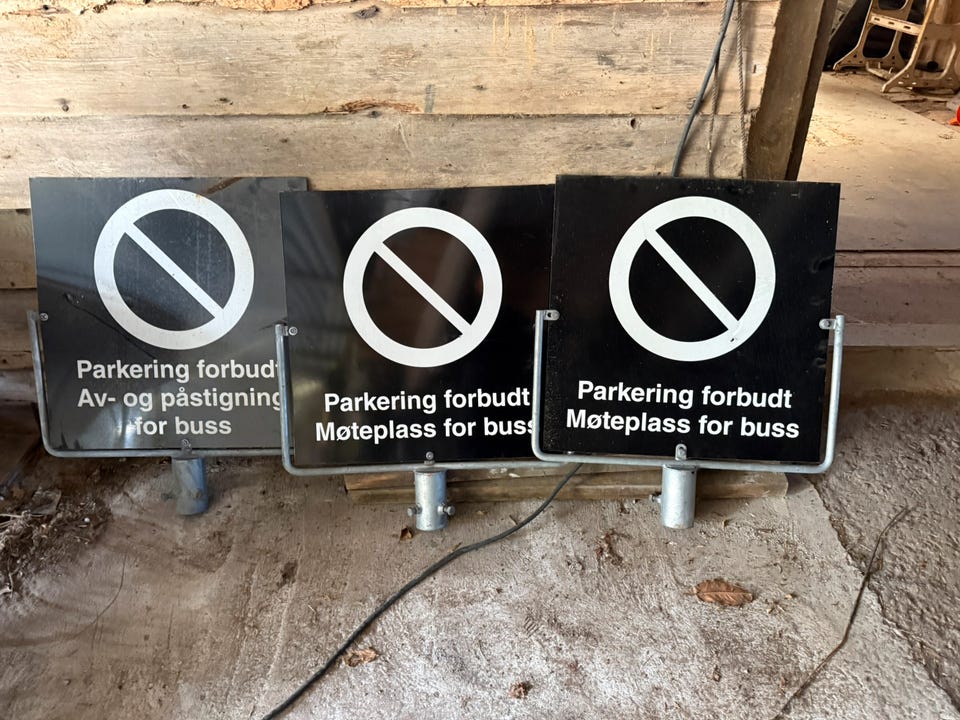 Parkering forbudt
Av- og påstigning
for buss
Parkering forbudt
Møteplass for buss
Parkering forbudt
Møteplass for buss